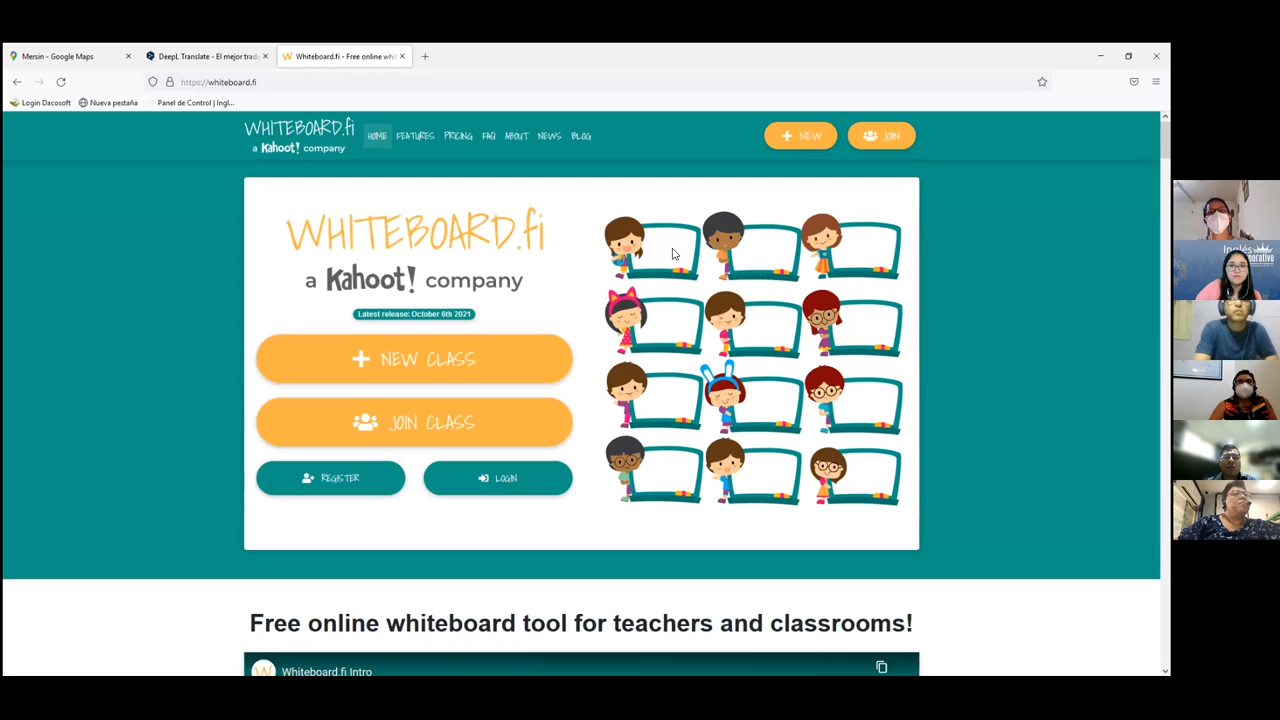 Mersin - Google Maps
DeepL Translate - El mejor tradu
Whiteboard.fi - Free online whit
https://whiteboard.fi
Login Dacosoft
Nueva pestaña
Panel de Control | Ingl...
WHITEBOARD.fi
a Kahoot! company
HOME
FEATURES
PRICING
FAQ
ABOUT
NEWS
BLOG
NEW
JOIN
WHITEBOARD.fi
a Kahoot! company
Latest release: October 6th 2021
NEW CLASS
JOIN CLASS
REGISTER
LOGIN
Free online whiteboard tool for teachers and classrooms!
W
Whiteboard.fi Intro
Inglés